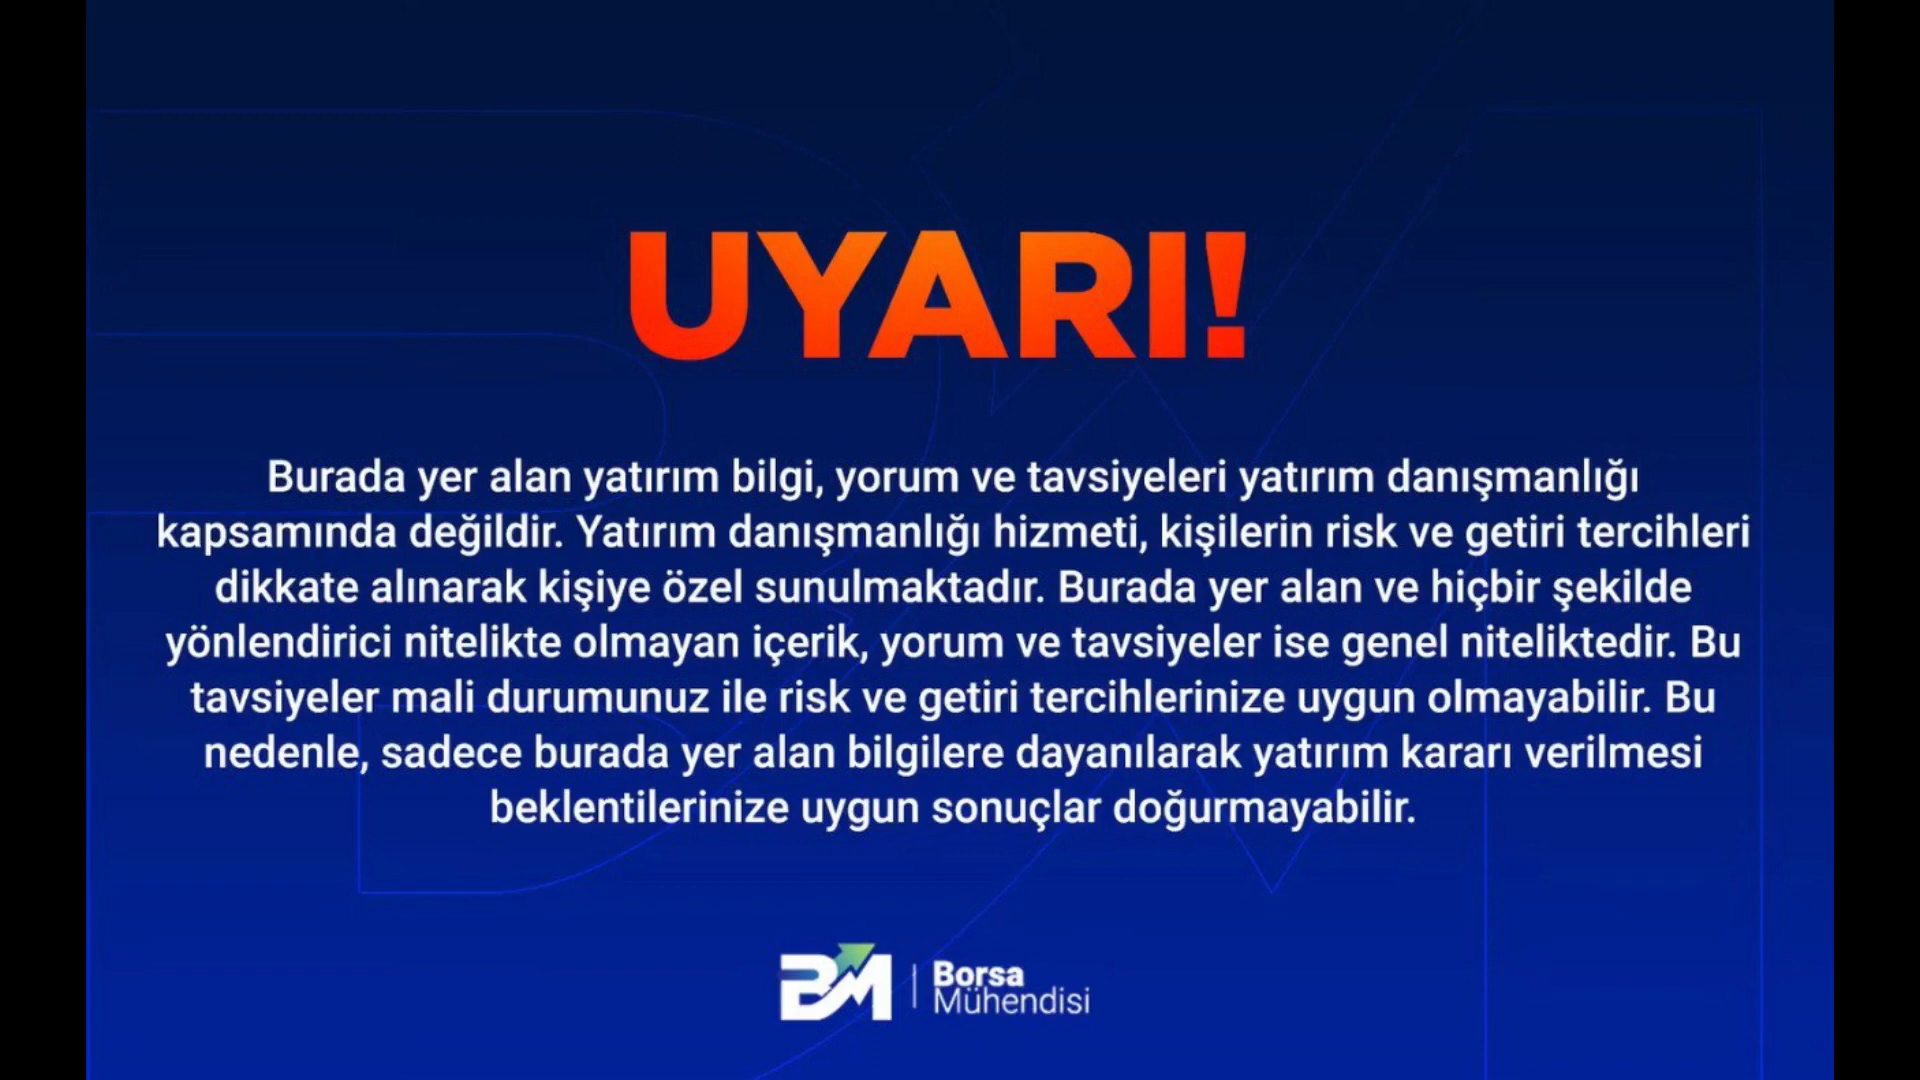 UYARI!
Burada yer alan yatırım bilgi, yorum ve tavsiyeleri yatırım danışmanlığı
kapsamında değildir. Yatırım danışmanlığı hizmeti, kişilerin risk ve getiri tercihleri
dikkate alınarak kişiye özel sunulmaktadır. Burada yer alan ve hiçbir şekilde
yönlendirici nitelikte olmayan içerik, yorum ve tavsiyeler ise genel niteliktedir. Bu
tavsiyeler mali durumunuz ile risk ve getiri tercihlerinize uygun olmayabilir. Bu
nedenle, sadece burada yer alan bilgilere dayanılarak yatırım kararı verilmesi
beklentilerinize uygun sonuçlar doğurmayabilir.
BM
Borsa
Mühendisi